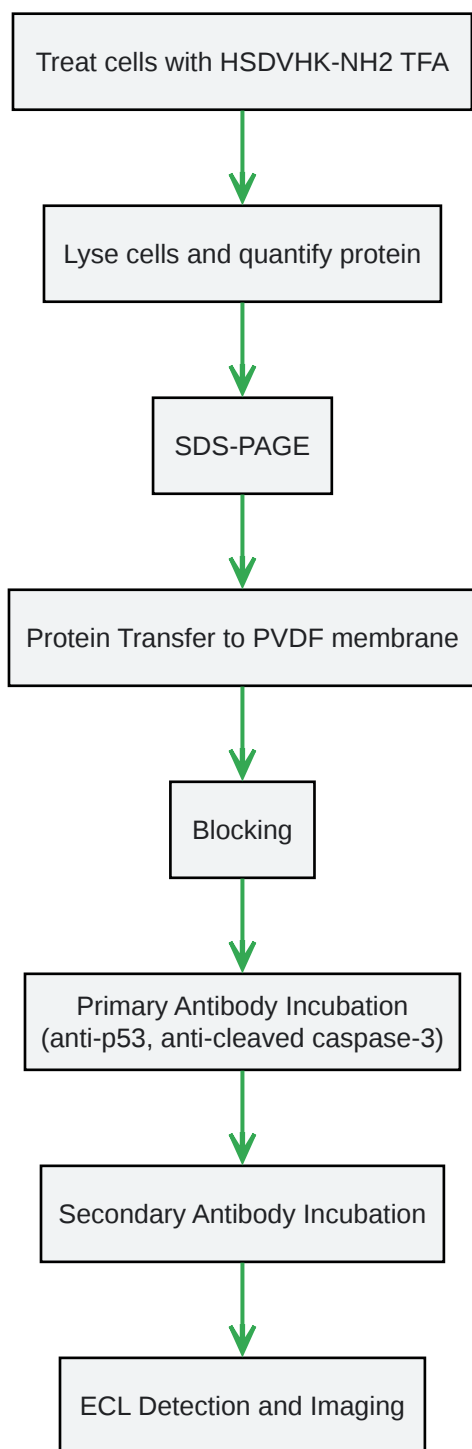 Treat cells with HSDVHK-NH2 TFA
Lyse cells and quantify protein
SDS-PAGE
Protein Transfer to PVDF membrane
Blocking
Primary Antibody Incubation
(anti-p53, anti-cleaved caspase-3)
Secondary Antibody Incubation
ECL Detection and Imaging